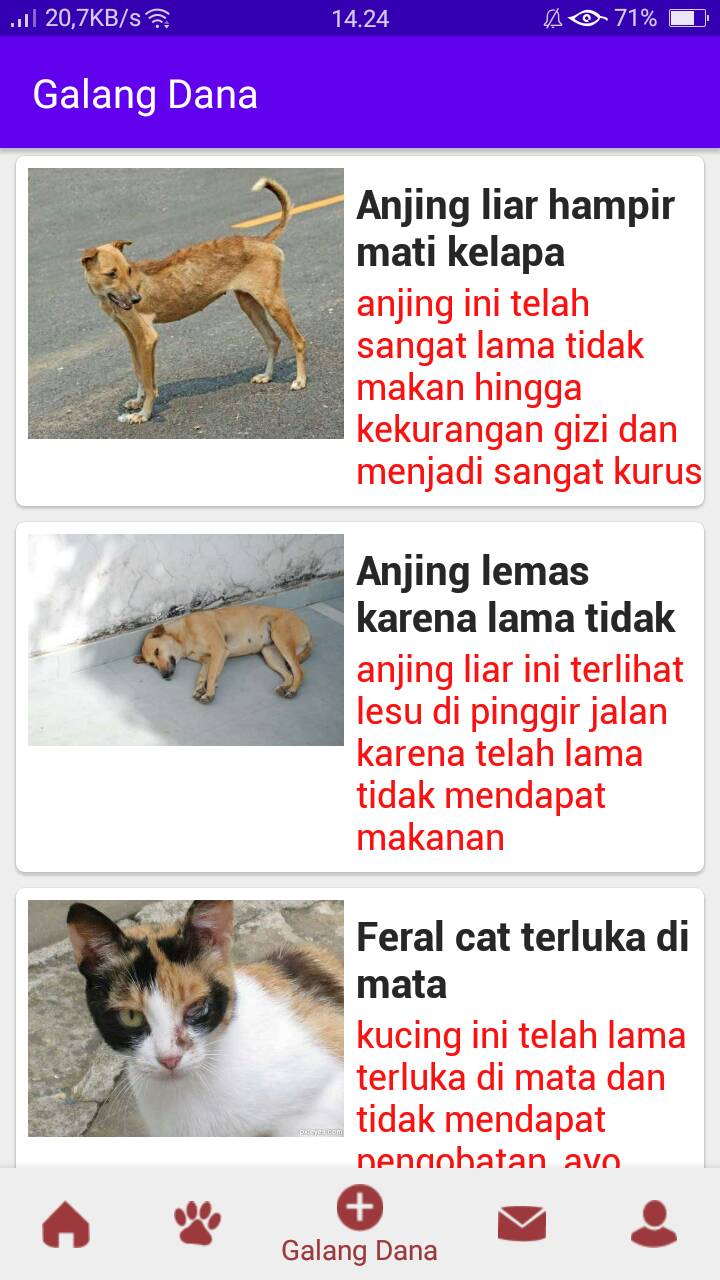 20,7KB/s 14.24 71%
Galang Dana
Anjing liar hampir
mati kelapa
anjing ini telah
sangat lama tidak
makan hingga
kekurangan gizi dan
menjadi sangat kurus
Anjing lemas
karena lama tidak
anjing liar ini terlihat
lesu di pinggir jalan
karena telah lama
tidak mendapat
makanan
Feral cat terluka di
mata
kucing ini telah lama
terluka di mata dan
tidak mendapat
pengobatan, ayo
pixteyes.com
Galang Dana